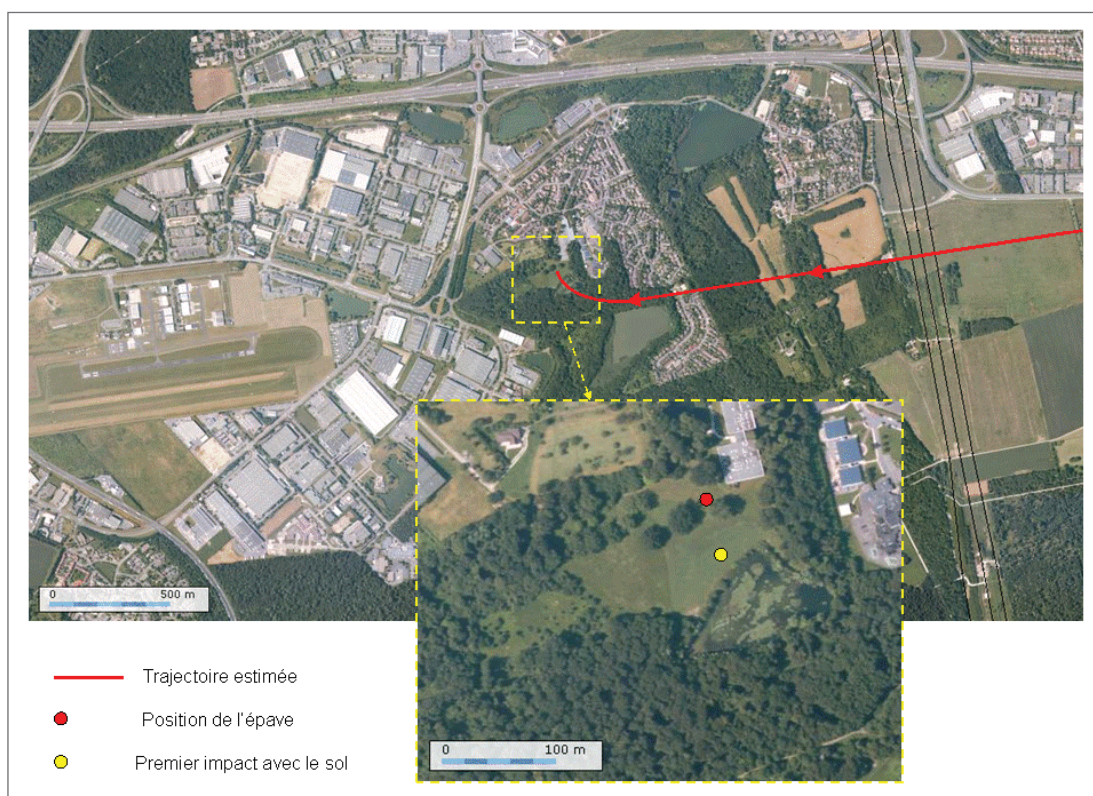 0 500 m
0 100 m
Trajectoire estimée
Position de l'épave
Premier impact avec le sol